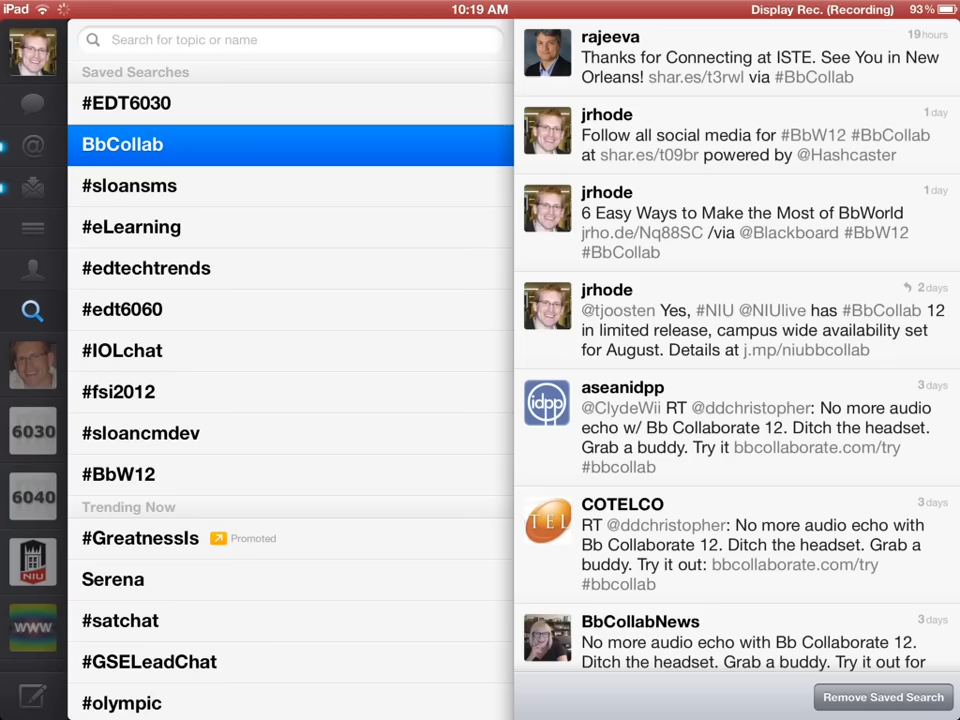 iPad 10:19 AM Display Rec. (Recording) 93%
Search for topic or name
Saved Searches
#EDT6030
BbCollab
#sloansms
#eLearning
#edtechtrends
#edt6060
#IOLchat
#fsi2012
#sloancmdev
#BbW12
Trending Now
#GreatnessIs Promoted
Serena
#satchat
#GSELeadChat
#olympic
6030
6040
NIU
WWW
rajeeva 19 hours
Thanks for Connecting at ISTE. See You in New
Orleans! shar.es/t3rwl via #BbCollab
jrhode 1 day
Follow all social media for #BbW12 #BbCollab
at shar.es/t09br powered by @Hashcaster
jrhode 1 day
6 Easy Ways to Make the Most of BbWorld
jrho.de/Nq88SC /via @Blackboard #BbW12
#BbCollab
jrhode 2 days
@tjoosten Yes, #NIU @NIUlive has #BbCollab 12
in limited release, campus wide availability set
for August. Details at j.mp/niubbcollab
idpp
aseanidpp 3 days
@ClydeWii RT @ddchristopher: No more audio
echo w/ Bb Collaborate 12. Ditch the headset.
Grab a buddy. Try it bbcollaborate.com/try
#bbcollab
TEL
COTELCO 3 days
RT @ddchristopher: No more audio echo with
Bb Collaborate 12. Ditch the headset. Grab a
buddy. Try it out: bbcollaborate.com/try
#bbcollab
BbCollabNews 3 days
No more audio echo with Bb Collaborate 12.
Ditch the headset. Grab a buddy. Try it out for
Remove Saved Search